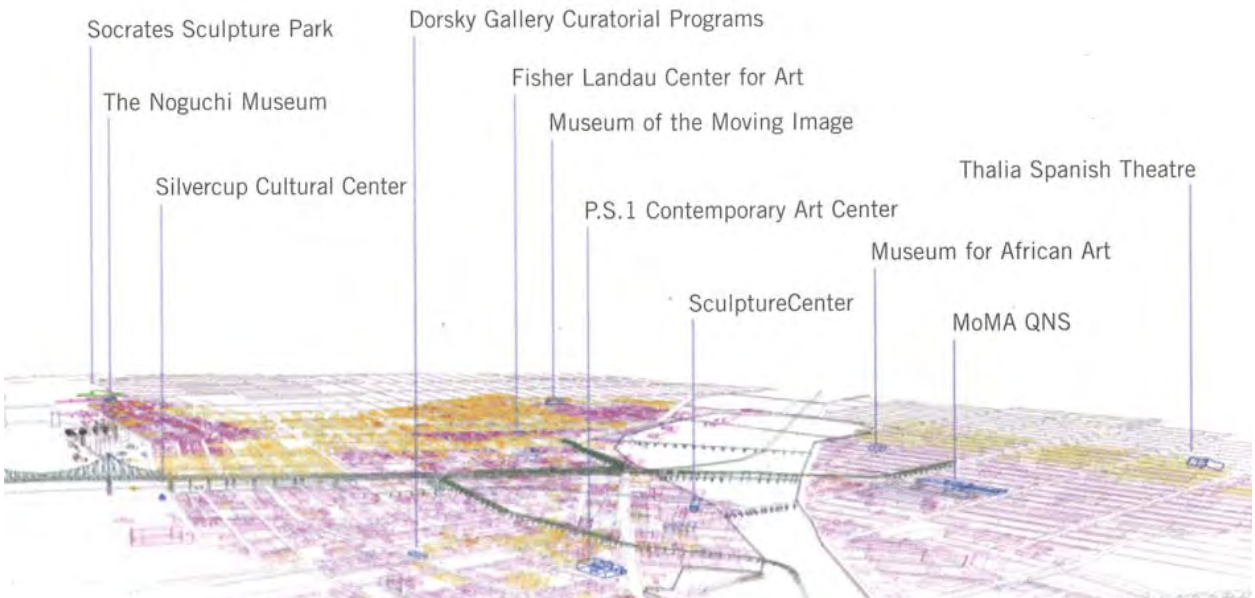 Socrates Sculpture Park
Dorsky Gallery Curatorial Programs
The Noguchi Museum
Fisher Landau Center for Art
Museum of the Moving Image
Silvercup Cultural Center
Thalia Spanish Theatre
P.S.1 Contemporary Art Center
Museum for African Art
SculptureCenter
MoMA QNS